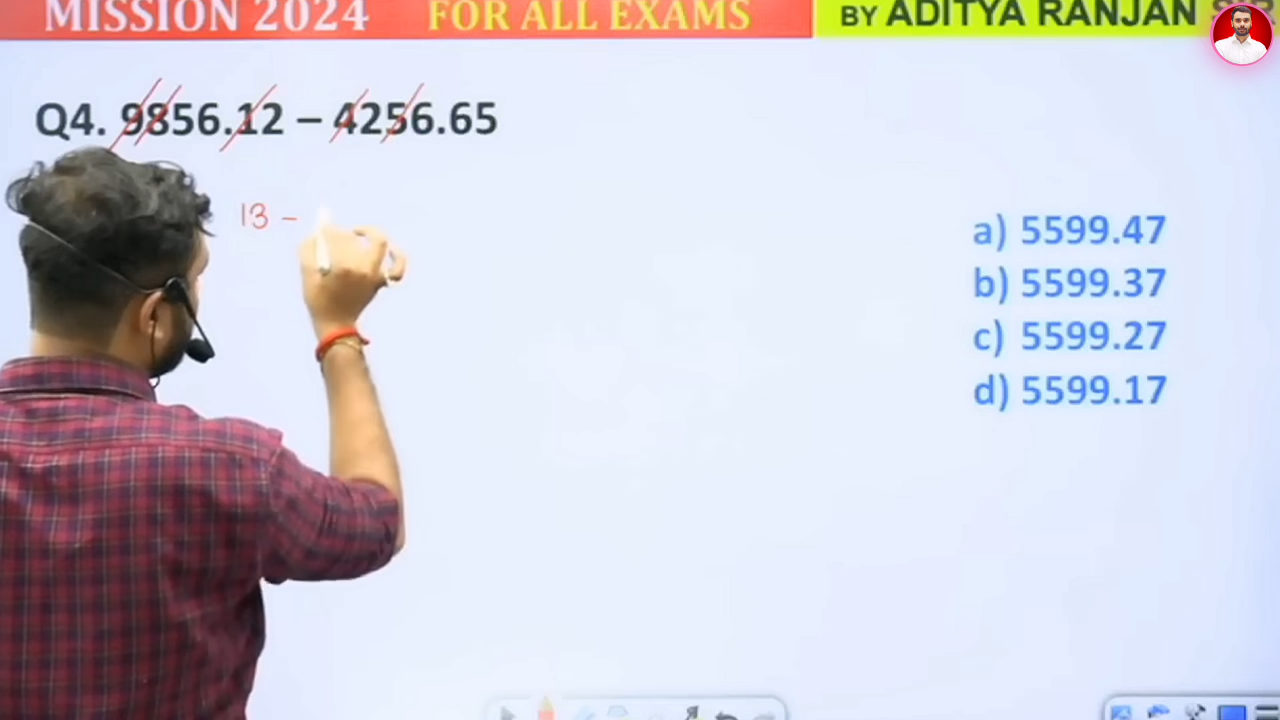 MISSION 2024 FOR ALL EXAMS BY ADITYA RANJAN
Q4. 9856.12 – 4256.65
13 –
a) 5599.47
b) 5599.37
c) 5599.27
d) 5599.17